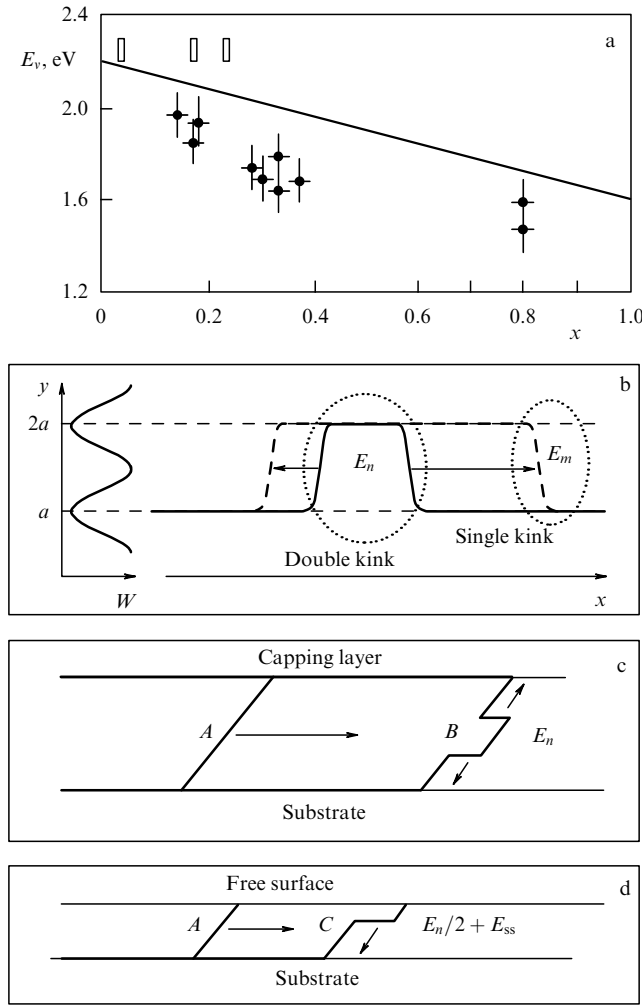 2.4
a
E_v, eV
2.0
1.6
1.2
0 0.2 0.4 0.6 0.8 1.0
x
b
y
2a
E_n
E_m
a
Single kink
Double kink
W
x
Capping layer
c
A
B
E_n
Substrate
Free surface
d
A
C
E_n/2 + E_ss
Substrate